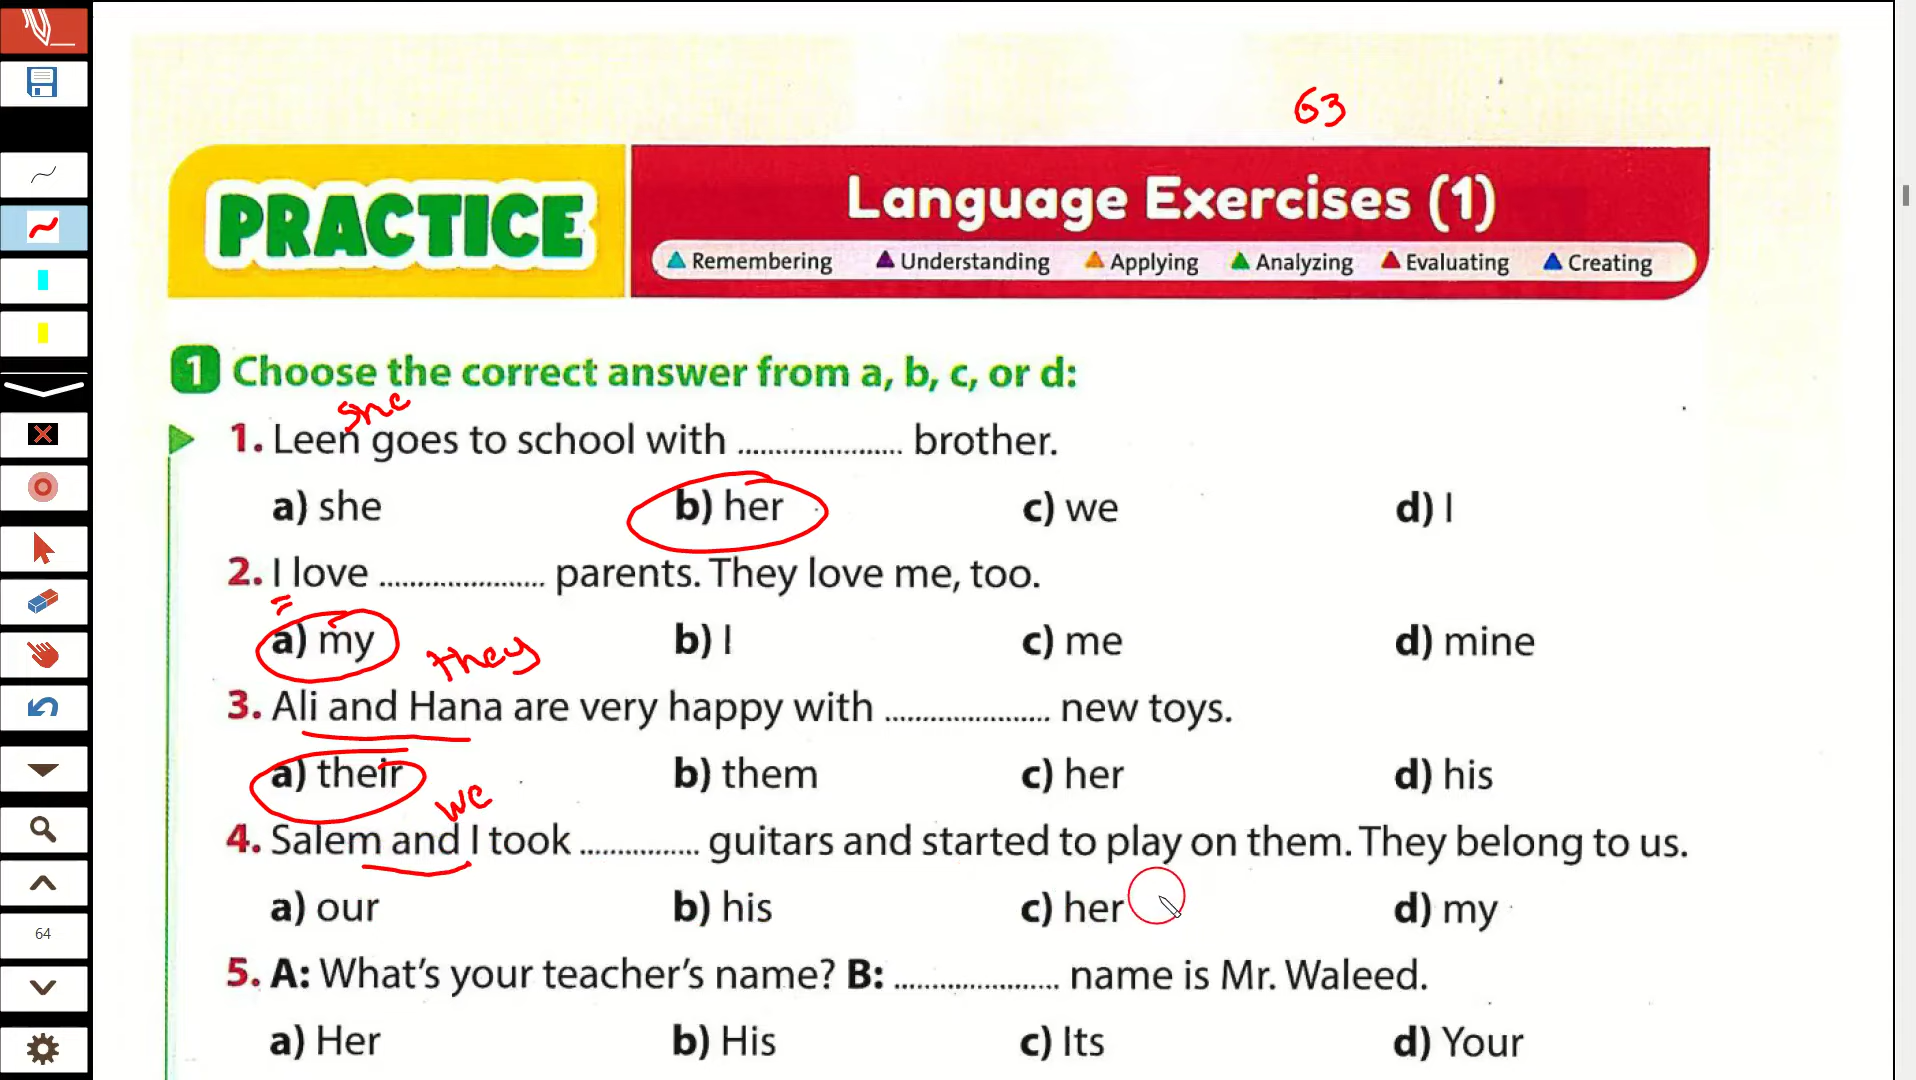 63
PRACTICE
Language Exercises (1)
Remembering Understanding Applying Analyzing Evaluating Creating
1 Choose the correct answer from a, b, c, or d:
she
1. Leen goes to school with ...................... brother.
a) she b) her c) we d) I
2. I love ...................... parents. They love me, too.
a) my b) I c) me d) mine
they
3. Ali and Hana are very happy with ...................... new toys.
a) their b) them c) her d) his
we
4. Salem and I took ................ guitars and started to play on them. They belong to us.
a) our b) his c) her d) my
5. A: What's your teacher's name? B: ...................... name is Mr. Waleed.
a) Her b) His c) Its d) Your
64